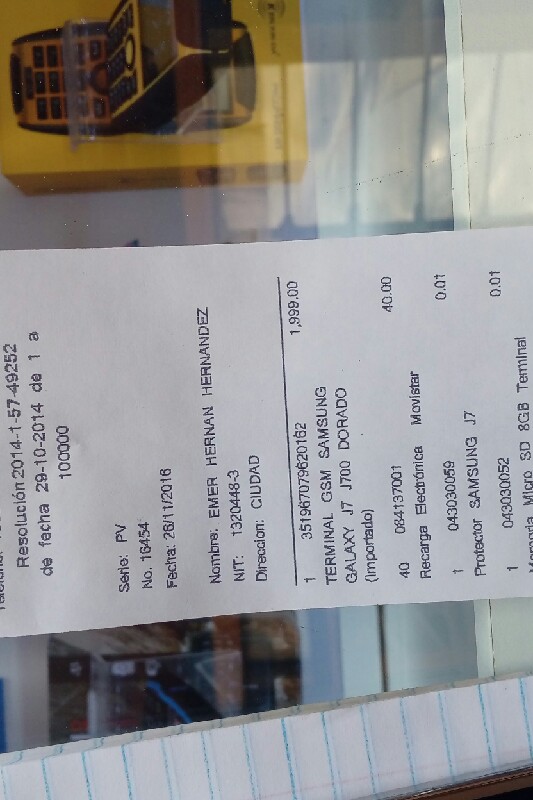 Resolución 2014-1-57-49252
de fecha 29-10-2014 de 1 a
100000
Serie: PV
No. 16454
Fecha: 26/11/2016
Nombre: EMER HERNAN HERNANDEZ
NIT: 1320448-3
Direccion: CIUDAD
1 351967079620162 1,999.00
TERMINAL GSM SAMSUNG
GALAXY J7 J700 DORADO
(Importado)
40 084137001 40.00
Recarga Electrónica Movistar
1 043030059 0.01
Protector SAMSUNG J7
1 043030052 0.01
Micro SD 8GB Terminal